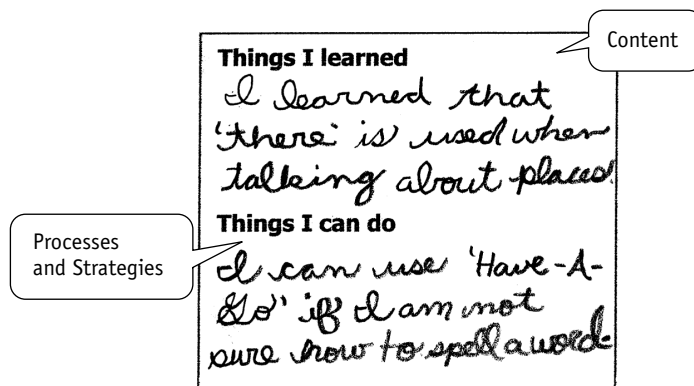 Content
Things I learned
I learned that
'there' is used when
talking about places.
Processes
and Strategies
Things I can do
I can use 'Have-A-
Go" if I am not
sure how to spell a word.